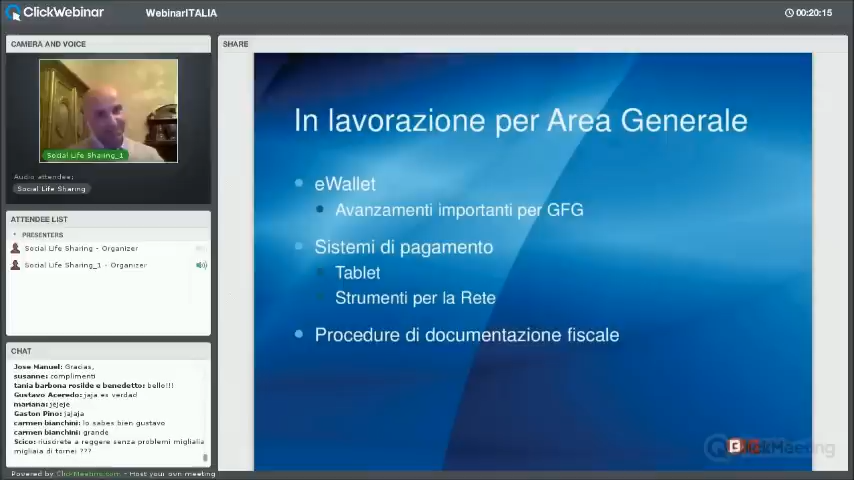 ClickWebinar
WebinarITALIA
00:20:15
CAMERA AND VOICE
Social Life Sharing_1
Audio attendee;
Social Life Sharing
ATTENDEE LIST
PRESENTERS
Social Life Sharing - Organizer
Social Life Sharing_1 - Organizer
CHAT
Jose Manuel: Gracias,
susanne: complimenti
tania barbona rosilde e benedetto: bello!!!
Gustavo Aceredo: jaja es verdad
mariana: jejeje
Gaston Pino: jajaja
carmen bianchini: lo sabes bien gustavo
carmen bianchini: grande
Scico: riusdrete a reggere senza problemi migliaIia
migliaia di tornei ???
Powered by ClickMeeting.com - Host your own meeting
SHARE
In lavorazione per Area Generale
eWallet
Avanzamenti importanti per GFG
Sistemi di pagamento
Tablet
Strumenti per la Rete
Procedure di documentazione fiscale
ClickMeeting